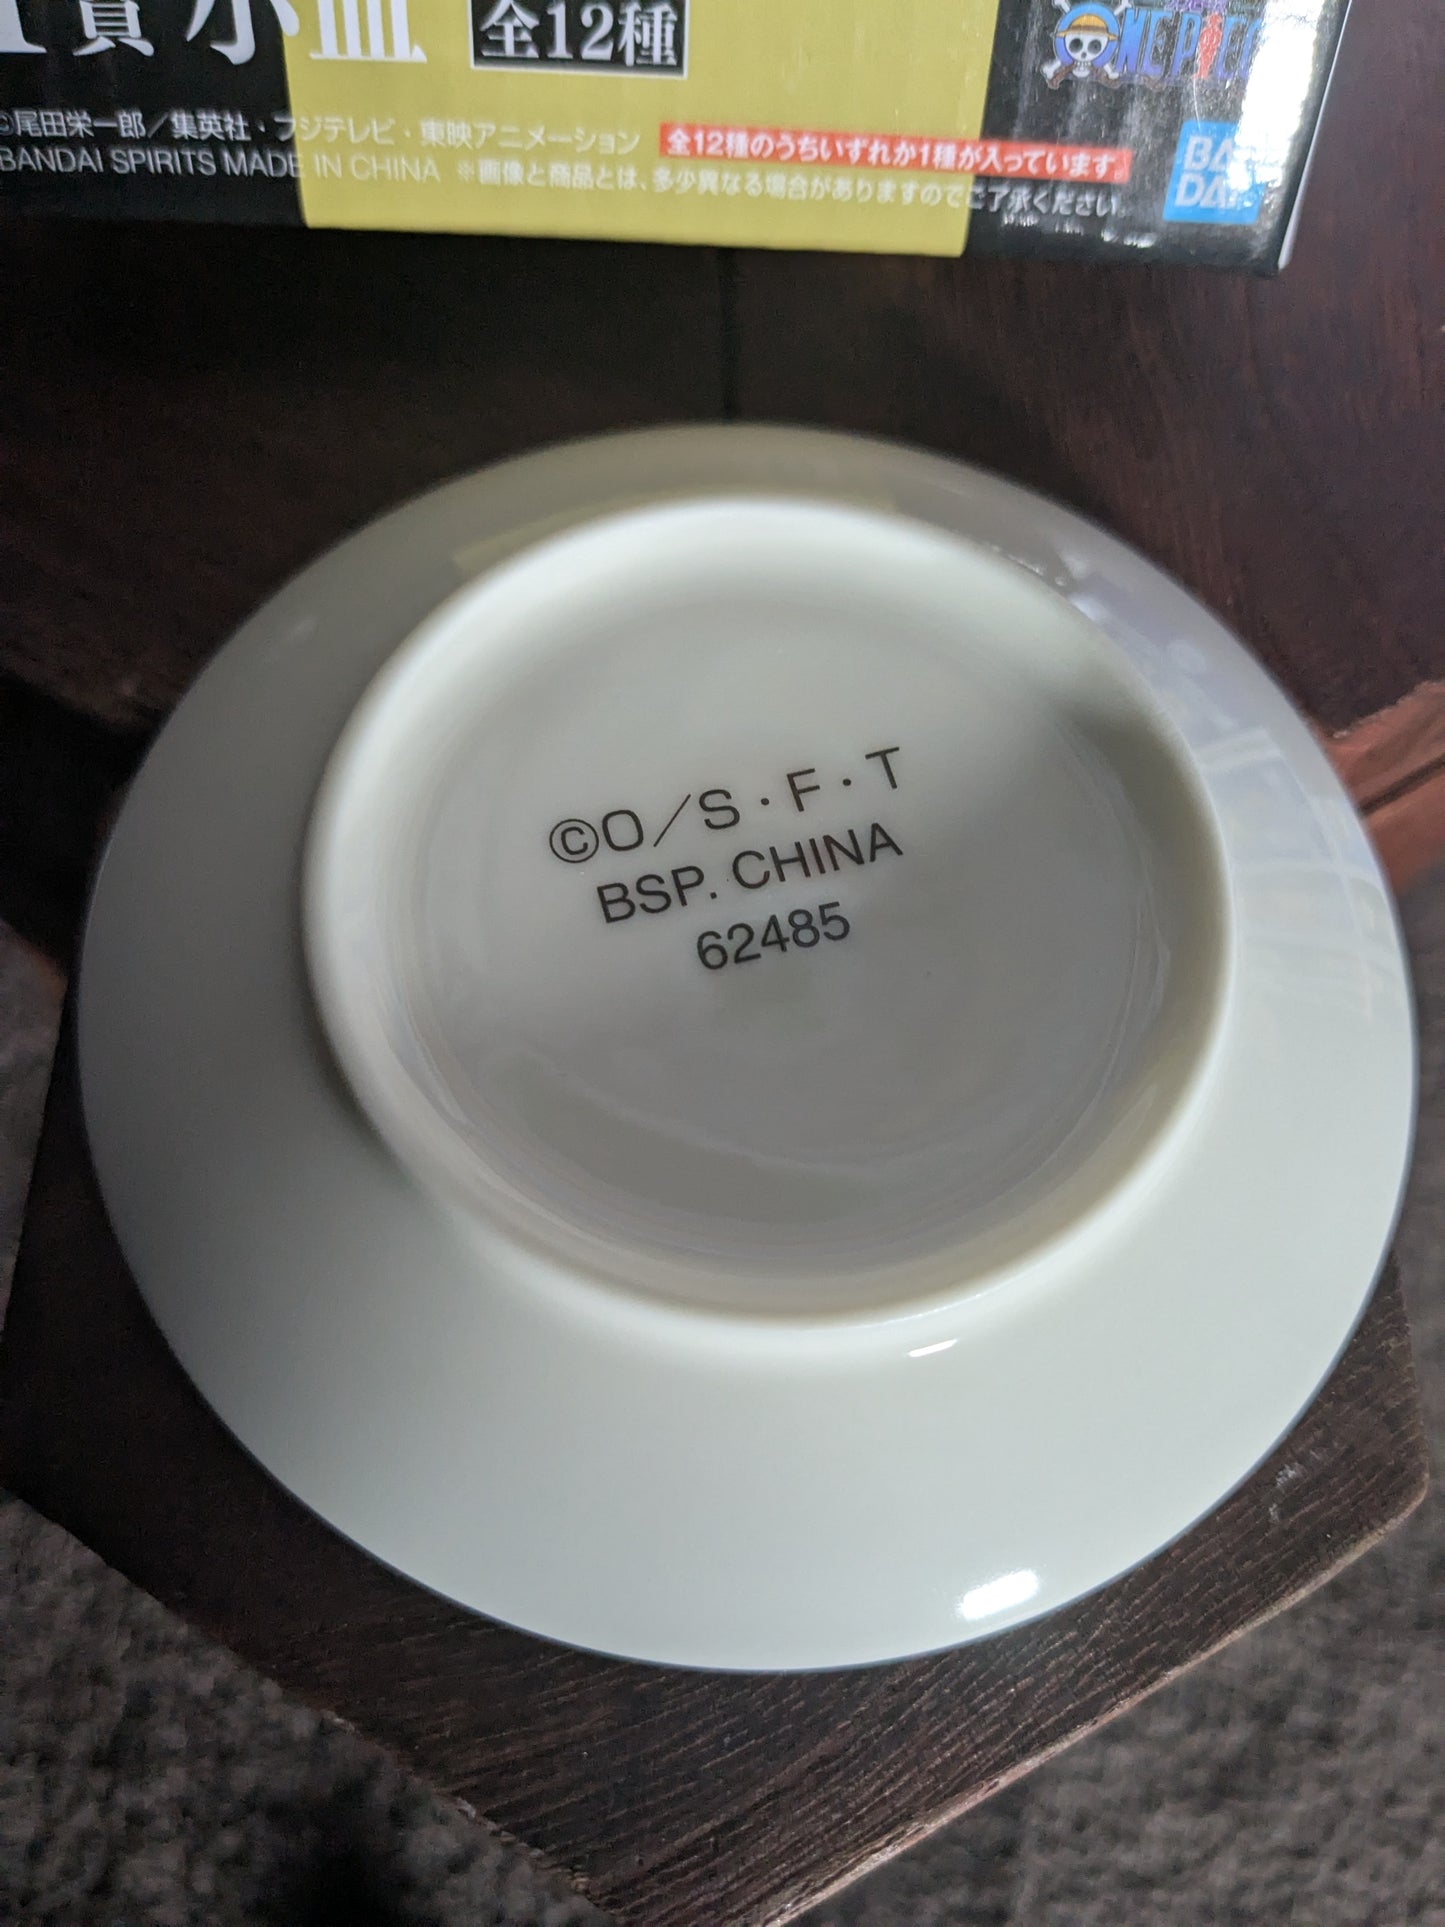 賞 小皿 全12種
ONE PIECE
©尾田栄一郎／集英社・フジテレビ・東映アニメーション
全12種のうちいずれか1種が入っています。
BANDAI SPIRITS MADE IN CHINA ※画像と商品とは、多少異なる場合がありますのでご了承ください。
BAN
DAI
©O／S・F・T
BSP. CHINA
62485